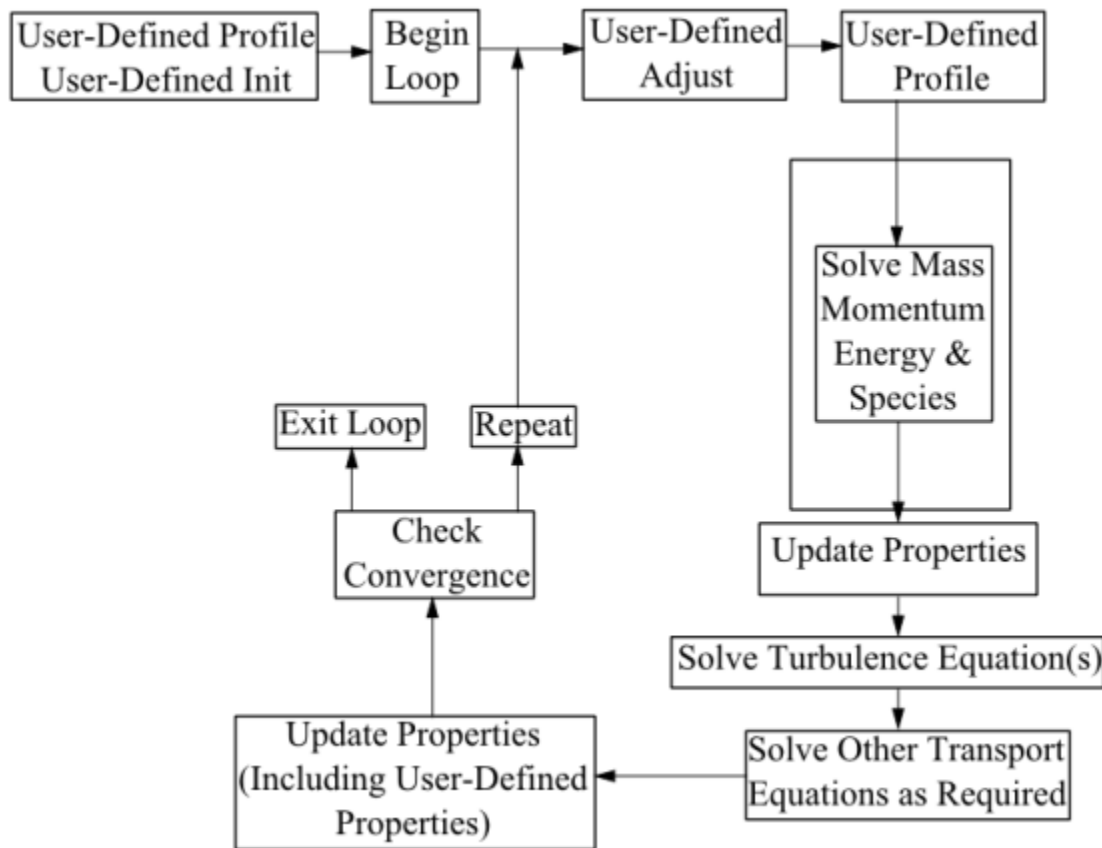 User-Defined Profile
User-Defined Init
Begin
Loop
User-Defined
Adjust
User-Defined
Profile
Solve Mass
Momentum
Energy &
Species
Exit Loop
Repeat
Check
Convergence
Update Properties
Solve Turbulence Equation(s)
Update Properties
(Including User-Defined
Properties)
Solve Other Transport
Equations as Required